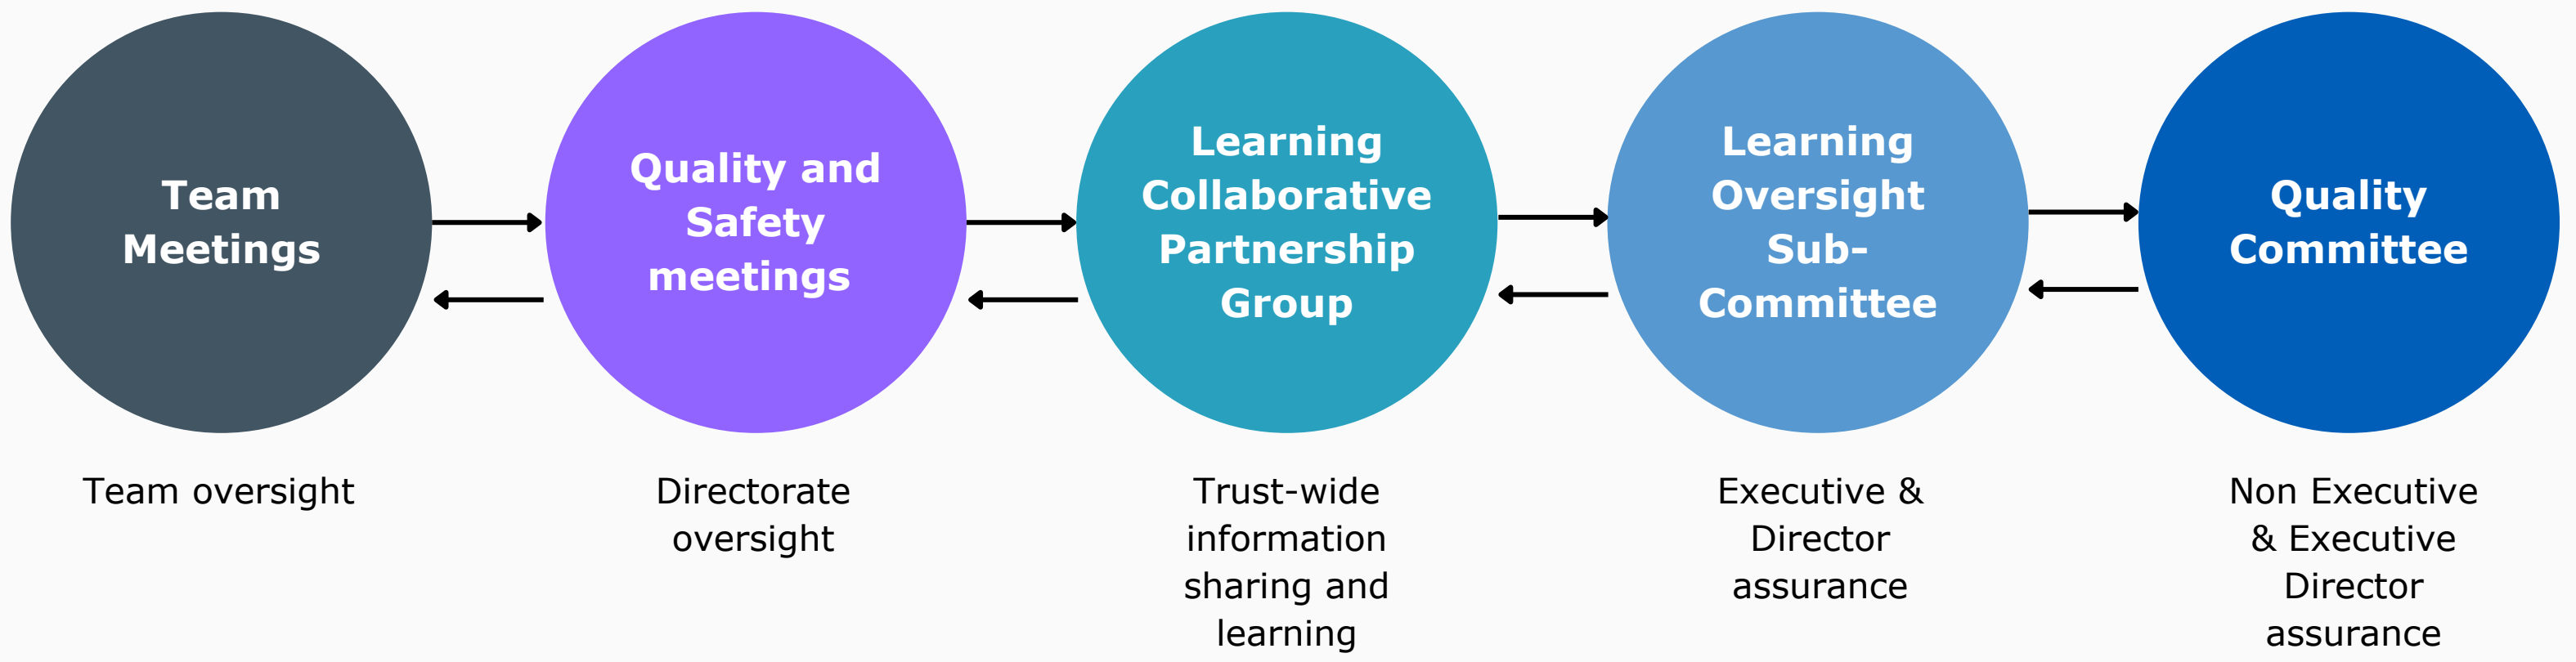 Team
Meetings
Quality and
Safety
meetings
Learning
Collaborative
Partnership
Group
Learning
Oversight
Sub-
Committee
Quality
Committee
Team oversight
Directorate
oversight
Trust-wide
information
sharing and
learning
Executive &
Director
assurance
Non Executive
& Executive
Director
assurance